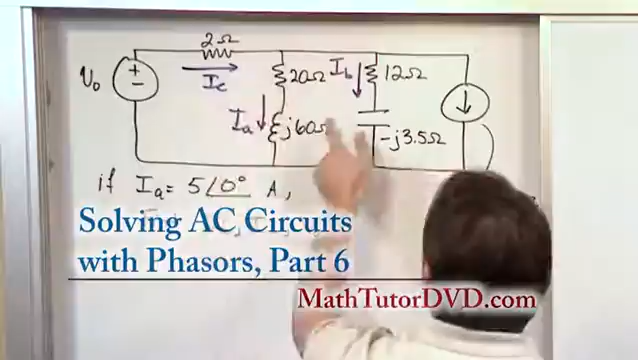 2Ω
V₀
+
−
I_c
20Ω
I_b
12Ω
I_a
j60Ω
-j3.5Ω
if I_a = 5∠0° A,
Solving AC Circuits
with Phasors, Part 6
MathTutorDVD.com